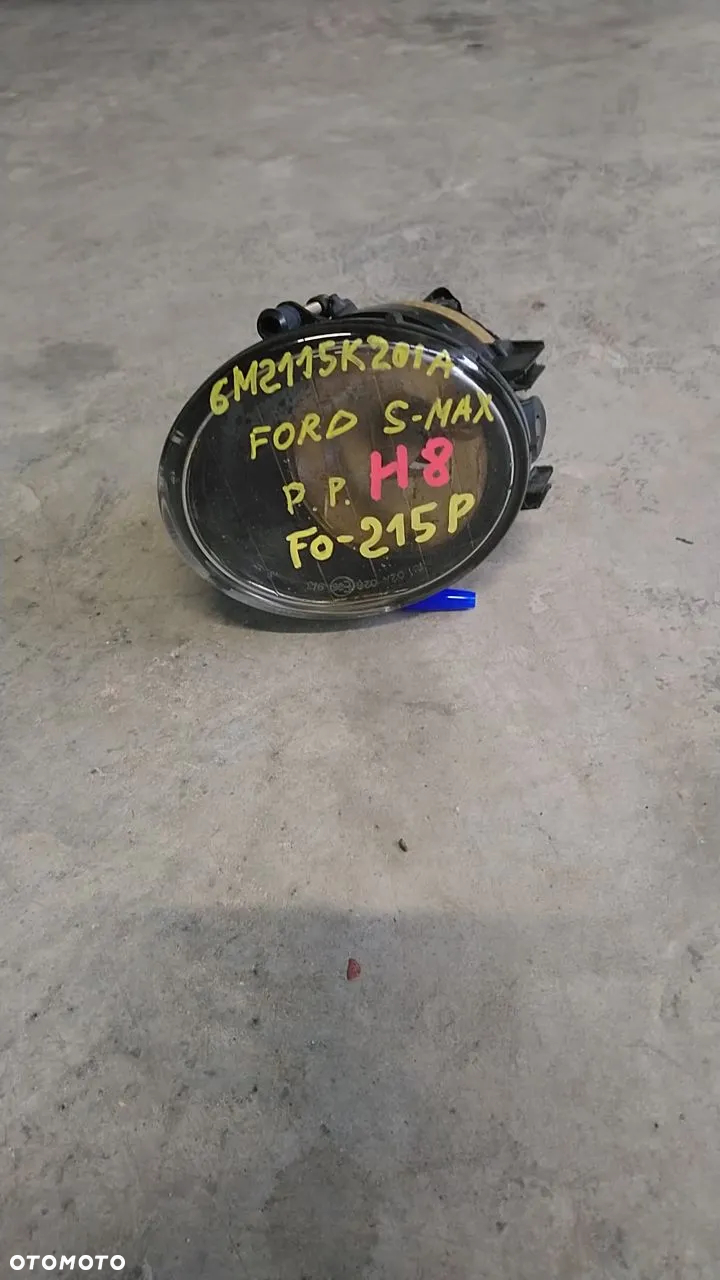 6M2115K201A
FORD S-MAX
P.P. H8
FO-215P
OTOMOTO